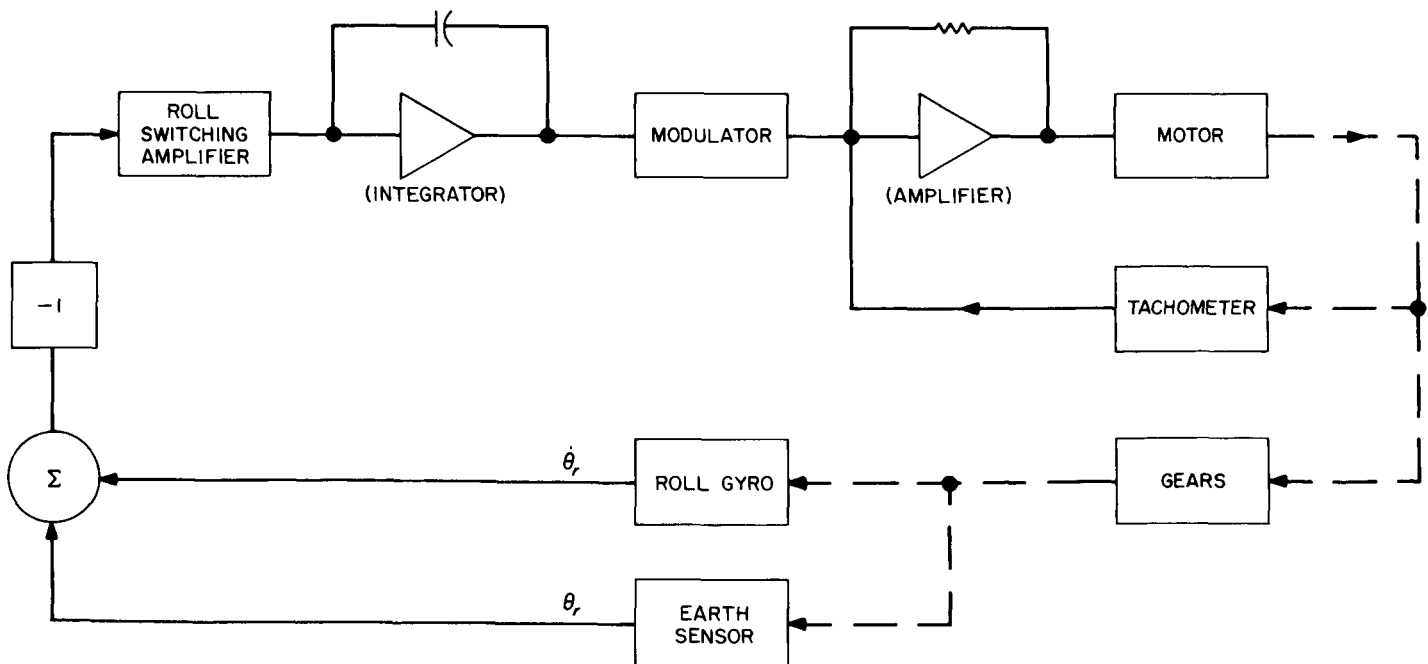 ROLL
SWITCHING
AMPLIFIER
(INTEGRATOR)
MODULATOR
(AMPLIFIER)
MOTOR
-1
TACHOMETER
Σ
θ̇r
ROLL GYRO
GEARS
θr
EARTH
SENSOR